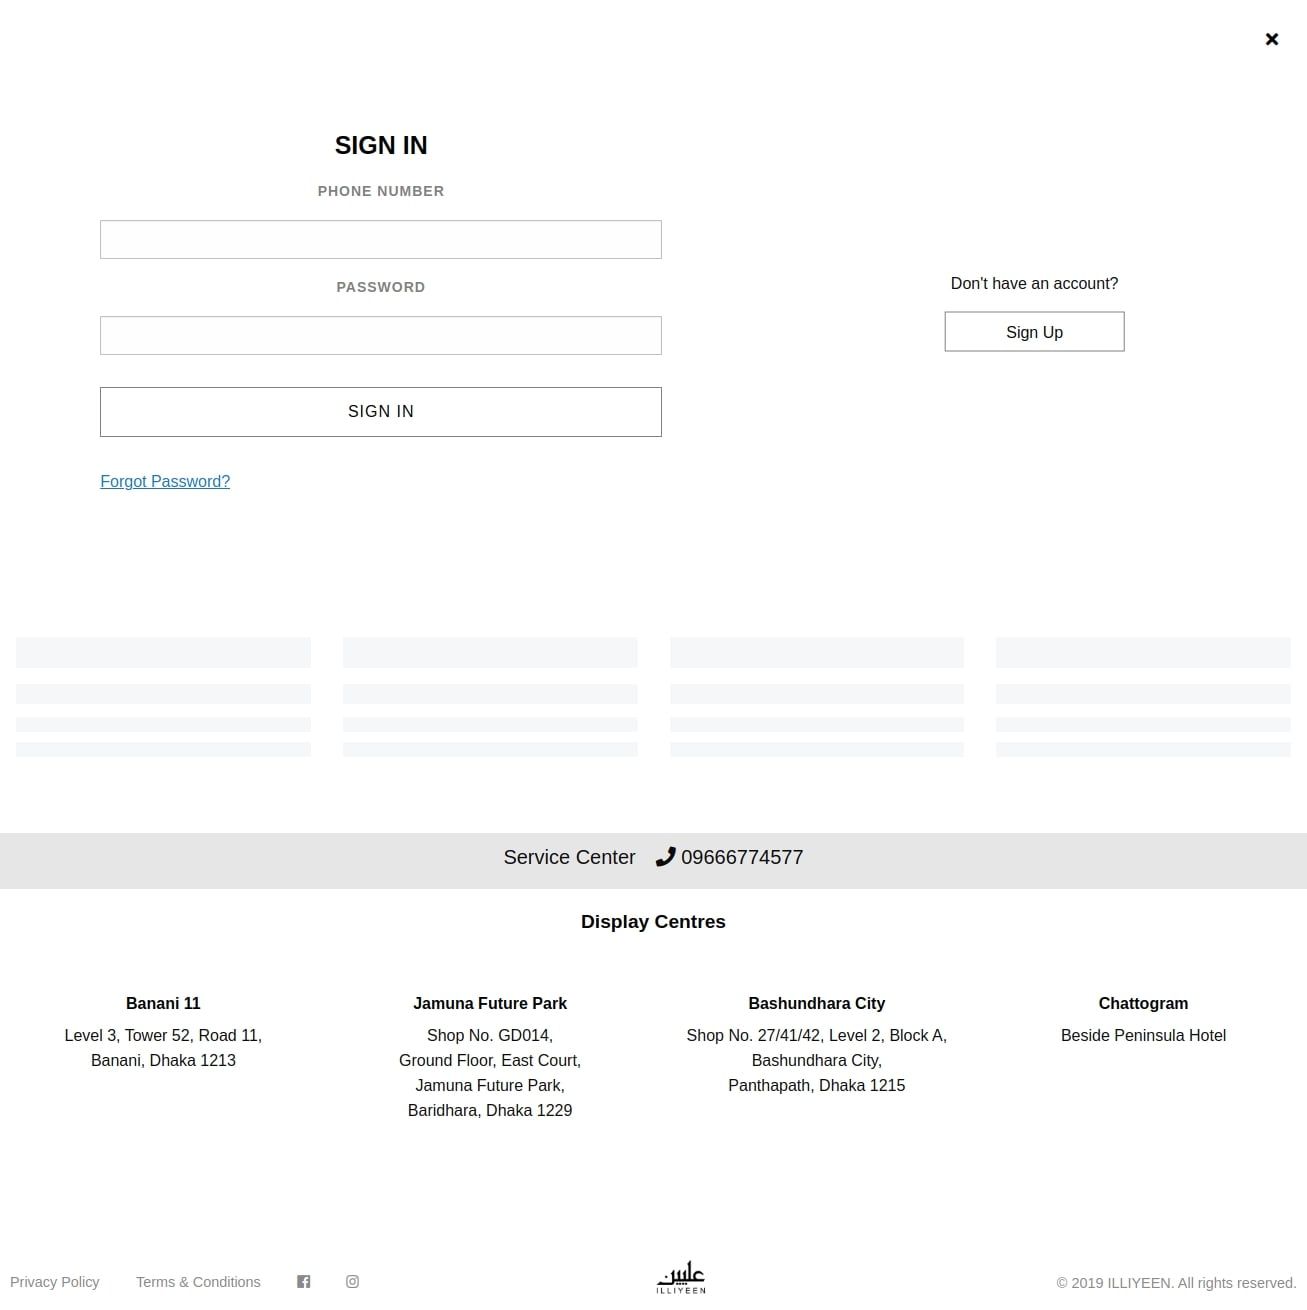 SIGN IN
PHONE NUMBER
PASSWORD
SIGN IN
Forgot Password?
Don't have an account?
Sign Up
Service Center 09666774577
Display Centres
Banani 11
Level 3, Tower 52, Road 11,
Banani, Dhaka 1213
Jamuna Future Park
Shop No. GD014,
Ground Floor, East Court,
Jamuna Future Park,
Baridhara, Dhaka 1229
Bashundhara City
Shop No. 27/41/42, Level 2, Block A,
Bashundhara City,
Panthapath, Dhaka 1215
Chattogram
Beside Peninsula Hotel
Privacy Policy
Terms & Conditions
عليين
ILLIYEEN
© 2019 ILLIYEEN. All rights reserved.